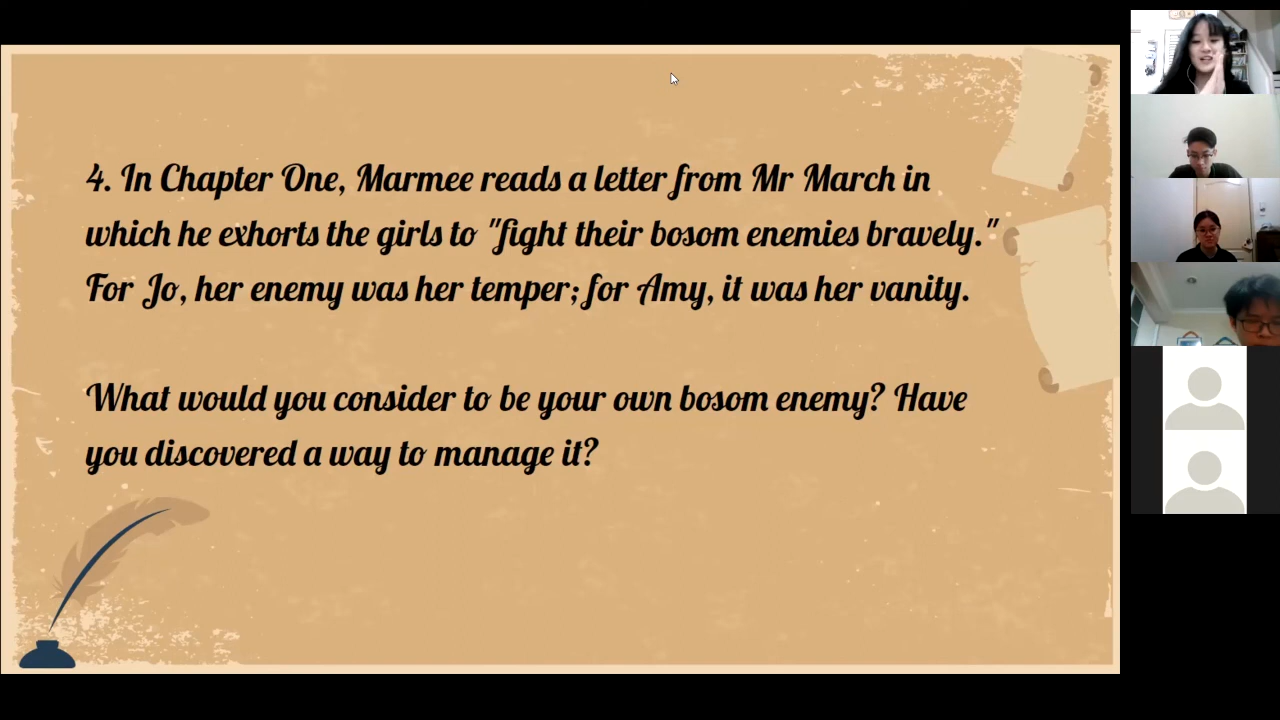 4. In Chapter One, Marmee reads a letter from Mr March in
which he exhorts the girls to "fight their bosom enemies bravely."
For Jo, her enemy was her temper; for Amy, it was her vanity.
What would you consider to be your own bosom enemy? Have
you discovered a way to manage it?